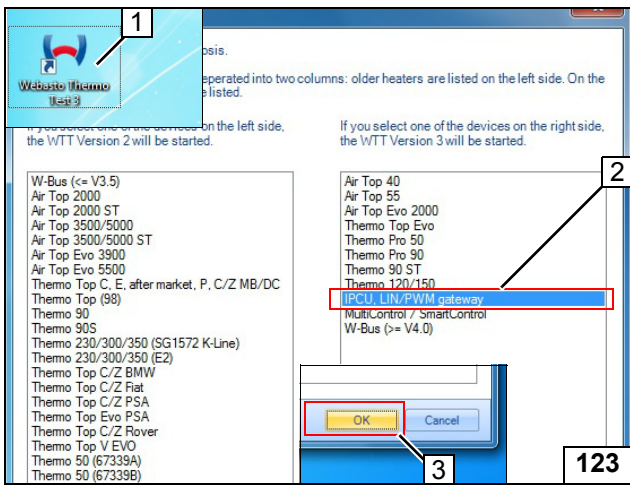 1
Webasto Thermo
Test 3
osis.
eperated into two columns: older heaters are listed on the left side. On the
e listed.
If you select one of the devices on the left side,
the WTT Version 2 will be started.
W-Bus (<= V3.5)
Air Top 2000
Air Top 2000 ST
Air Top 3500/5000
Air Top 3500/5000 ST
Air Top Evo 3900
Air Top Evo 5500
Thermo Top C, E, after market, P, C/Z MB/DC
Thermo Top (98)
Thermo 90
Thermo 90S
Thermo 230/300/350 (SG1572 K-Line)
Thermo 230/300/350 (E2)
Thermo Top C/Z BMW
Thermo Top C/Z Fiat
Thermo Top C/Z PSA
Thermo Top Evo PSA
Thermo Top C/Z Rover
Thermo Top V EVO
Thermo 50 (67339A)
Thermo 50 (67339B)
If you select one of the devices on the right side,
the WTT Version 3 will be started.
2
Air Top 40
Air Top 55
Air Top Evo 2000
Thermo Top Evo
Thermo Pro 50
Thermo Pro 90
Thermo 90 ST
Thermo 120/150
IPCU, LIN/PWM gateway
MultiControl / SmartControl
W-Bus (>= V4.0)
OK
Cancel
3
123